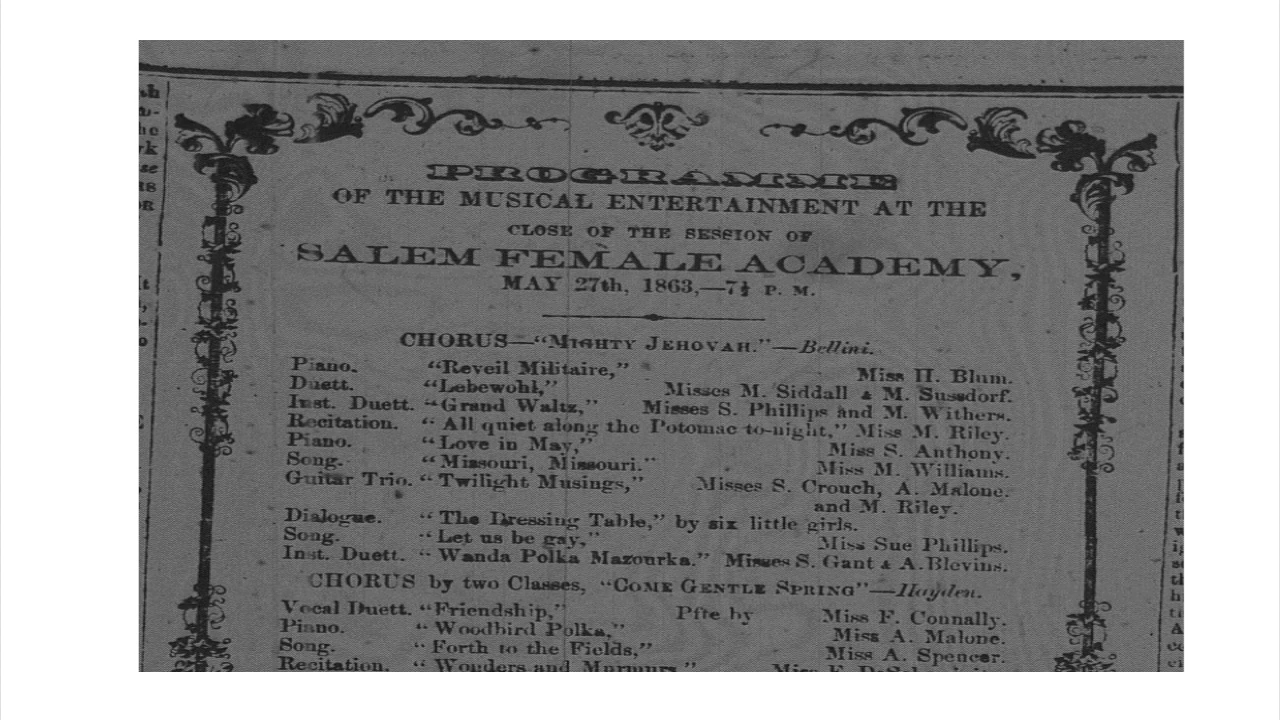 PROGRAMME
OF THE MUSICAL ENTERTAINMENT AT THE
CLOSE OF THE SESSION OF
SALEM FEMALE ACADEMY,
MAY 27th, 1863,—7½ P. M.
CHORUS—“MIGHTY JEHOVAH.”—Bellini.
Piano. “Reveil Militaire,” Miss H. Blum.
Duett. “Lebewohl,” Misses M. Siddall & M. Sussdorf.
Inst. Duett. “Grand Waltz,” Misses S. Phillips and M. Withers.
Recitation. “All quiet along the Potomac to-night,” Miss M. Riley.
Piano. “Love in May,” Miss S. Anthony.
Song. “Missouri, Missouri.” Miss M. Williams.
Guitar Trio. “Twilight Musings,” Misses S. Crouch, A. Malone.
and M. Riley.
Dialogue. “The Dressing Table,” by six little girls.
Song. “Let us be gay,” Miss Sue Phillips.
Inst. Duett. “Wanda Polka Mazourka.” Misses S. Gant & A. Blevins.
CHORUS by two Classes, “COME GENTLE SPRING”—Hayden.
Vocal Duett. “Friendship,” Pfte by Miss F. Connally.
Piano. “Woodbird Polka,” Miss A. Malone.
Song. “Forth to the Fields,” Miss A. Spencer.
Recitation. “Wonders and Murmurs” Miss